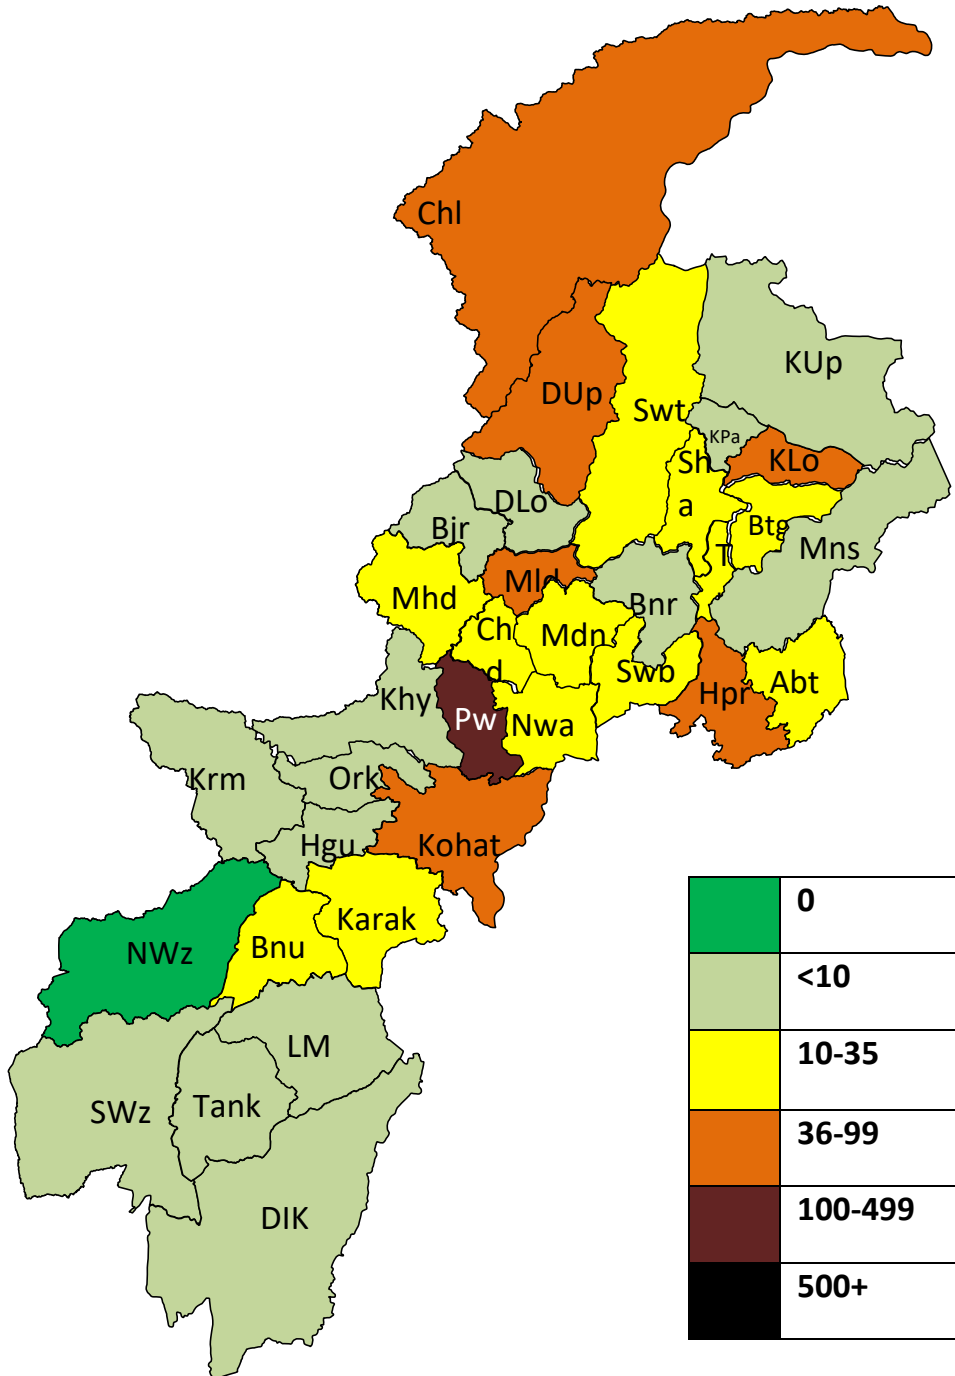 Chl
KUp
DUp
Swt
KPa
KLo
Sh
a
DLo
Btg
Bjr
T
Mns
Mld
Mhd
Bnr
Ch
d
Mdn
Swb
Abt
Hpr
Khy
Pw
Nwa
Krm
Ork
Hgu
Kohat
Karak
NWz
Bnu
LM
SWz
Tank
DIK
0
<10
10-35
36-99
100-499
500+